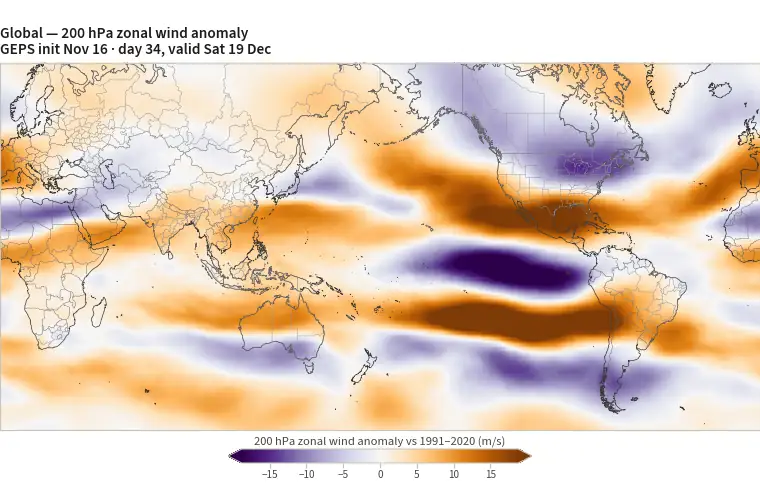 Global — 200 hPa zonal wind anomaly
GEPS init Nov 16 · day 34, valid Sat 19 Dec
200 hPa zonal wind anomaly vs 1991–2020 (m/s)
−15 −10 −5 0 5 10 15